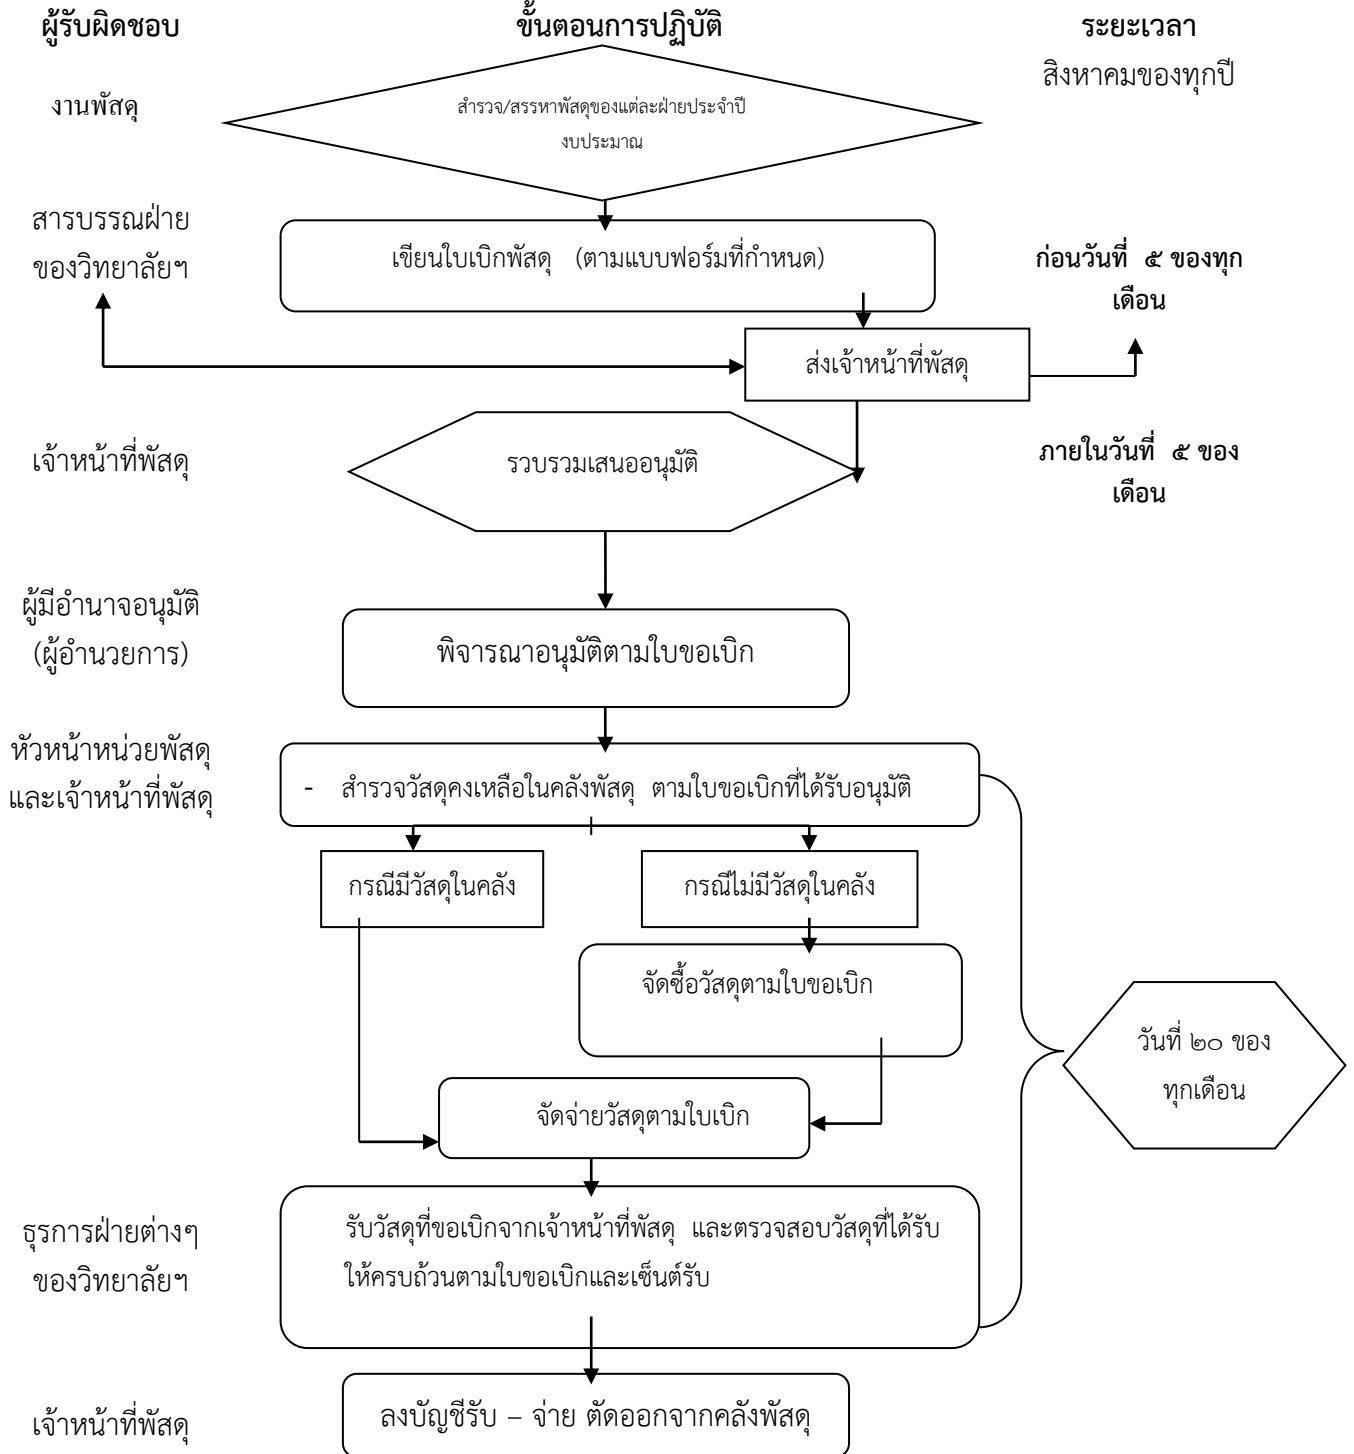 ผู้รับผิดชอบ
ขั้นตอนการปฏิบัติ
ระยะเวลา
งานพัสดุ
สำรวจ/สรรหาพัสดุของแต่ละฝ่ายประจำปี
งบประมาณ
สิงหาคมของทุกปี
สารบรรณฝ่าย
ของวิทยาลัยฯ
เขียนใบเบิกพัสดุ (ตามแบบฟอร์มที่กำหนด)
ก่อนวันที่ ๕ ของทุก
เดือน
ส่งเจ้าหน้าที่พัสดุ
เจ้าหน้าที่พัสดุ
รวบรวมเสนออนุมัติ
ภายในวันที่ ๕ ของ
เดือน
ผู้มีอำนาจอนุมัติ
(ผู้อำนวยการ)
พิจารณาอนุมัติตามใบขอเบิก
หัวหน้าหน่วยพัสดุ
และเจ้าหน้าที่พัสดุ
- สำรวจวัสดุคงเหลือในคลังพัสดุ ตามใบขอเบิกที่ได้รับอนุมัติ
กรณีมีวัสดุในคลัง
กรณีไม่มีวัสดุในคลัง
จัดซื้อวัสดุตามใบขอเบิก
วันที่ ๒๐ ของ
ทุกเดือน
จัดจ่ายวัสดุตามใบเบิก
ธุรการฝ่ายต่างๆ
ของวิทยาลัยฯ
รับวัสดุที่ขอเบิกจากเจ้าหน้าที่พัสดุ และตรวจสอบวัสดุที่ได้รับ
ให้ครบถ้วนตามใบขอเบิกและเซ็นต์รับ
เจ้าหน้าที่พัสดุ
ลงบัญชีรับ – จ่าย ตัดออกจากคลังพัสดุ